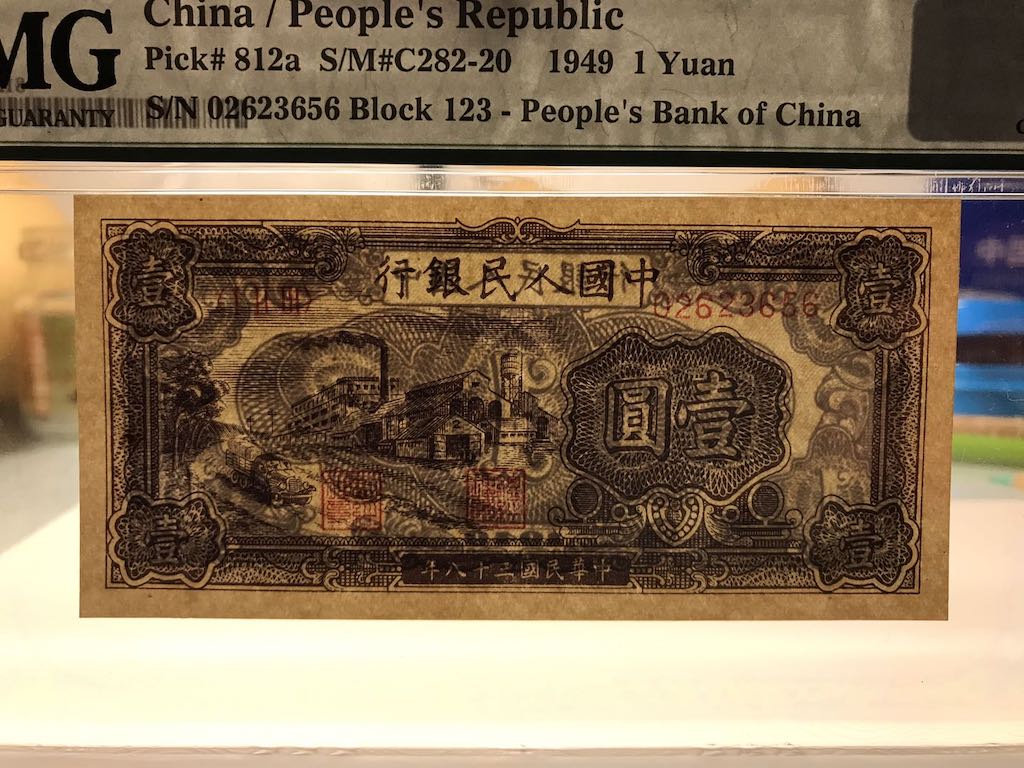 China / People's Republic
MG
Pick# 812a S/M#C282-20 1949 1 Yuan
GUARANTY
S/N 02623656 Block 123 - People's Bank of China
壹
壹
行銀民人國中
02623656
圓壹
壹
壹
年八十三國民華中